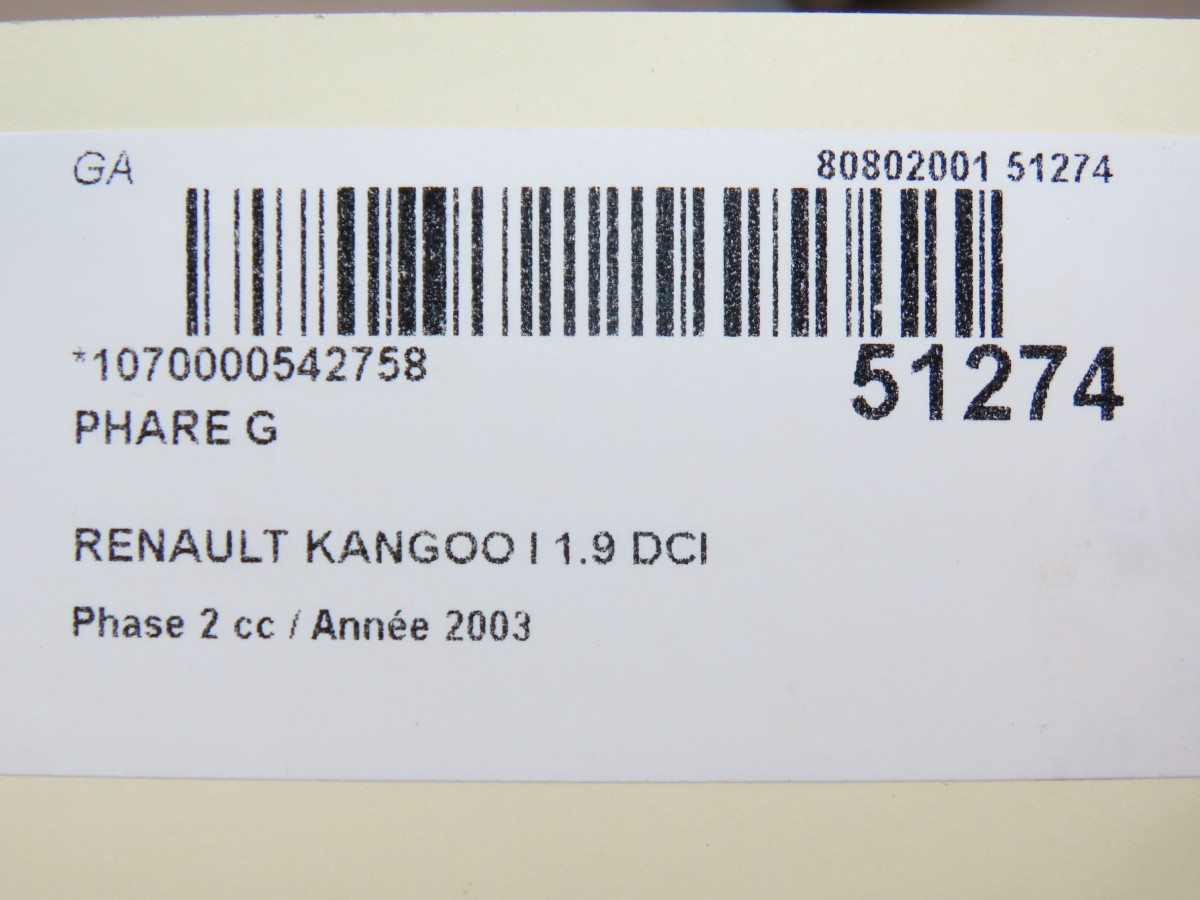 GA 80802001 51274
*1070000542758
51274
PHARE G
RENAULT KANGOO I 1.9 DCI
Phase 2 cc / Année 2003